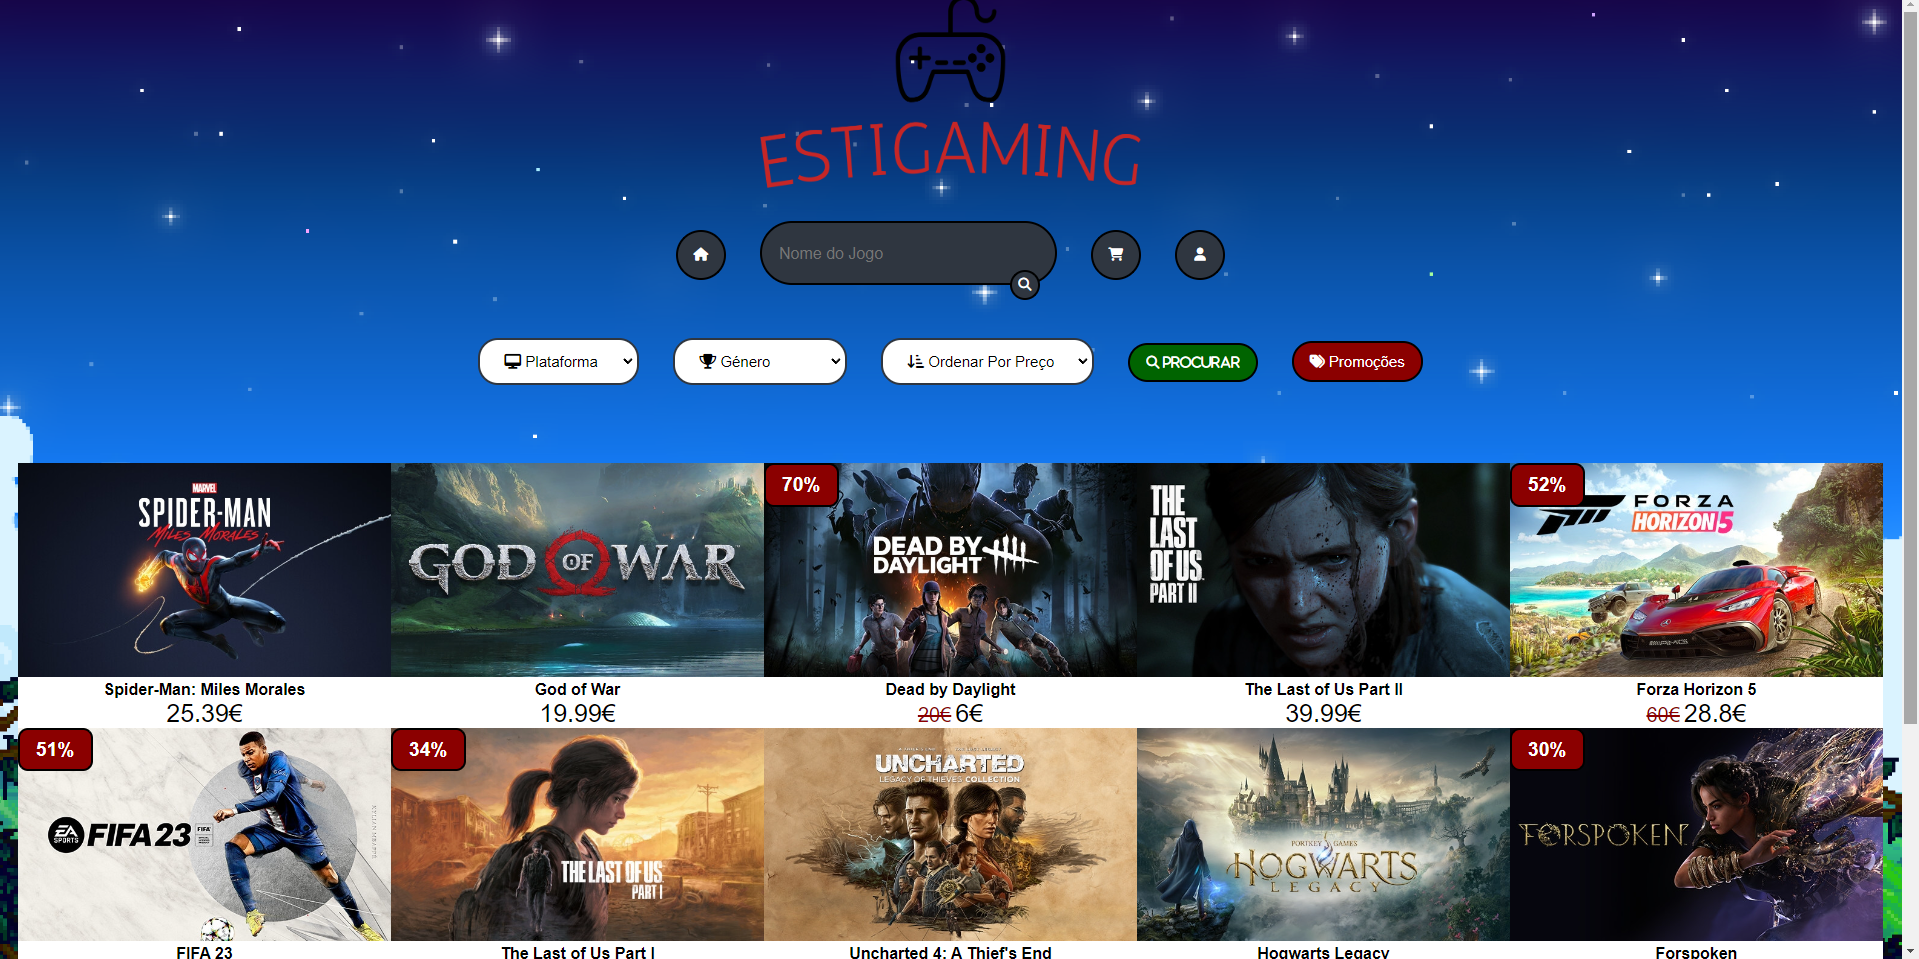 ESTIGAMING
Nome do Jogo
Plataforma
Género
Ordenar Por Preço
PROCURAR
Promoções
MARVEL
SPIDER-MAN
MILES MORALES
GOD OF WAR
70%
DEAD BY
DAYLIGHT
THE
LAST
OF US
PART II
52%
FORZA
HORIZON 5
Spider-Man: Miles Morales
25.39€
God of War
19.99€
Dead by Daylight
20€ 6€
The Last of Us Part II
39.99€
Forza Horizon 5
60€ 28.8€
51%
EA
SPORTS
FIFA 23
FIFA
34%
THE LAST OF US
PART I
UNCHARTED
LEGACY OF THIEVES COLLECTION
PORTKEY GAMES
HOGWARTS
LEGACY
30%
FORSPOKEN
FIFA 23
The Last of Us Part I
Uncharted 4: A Thief's End
Hogwarts Legacy
Forspoken